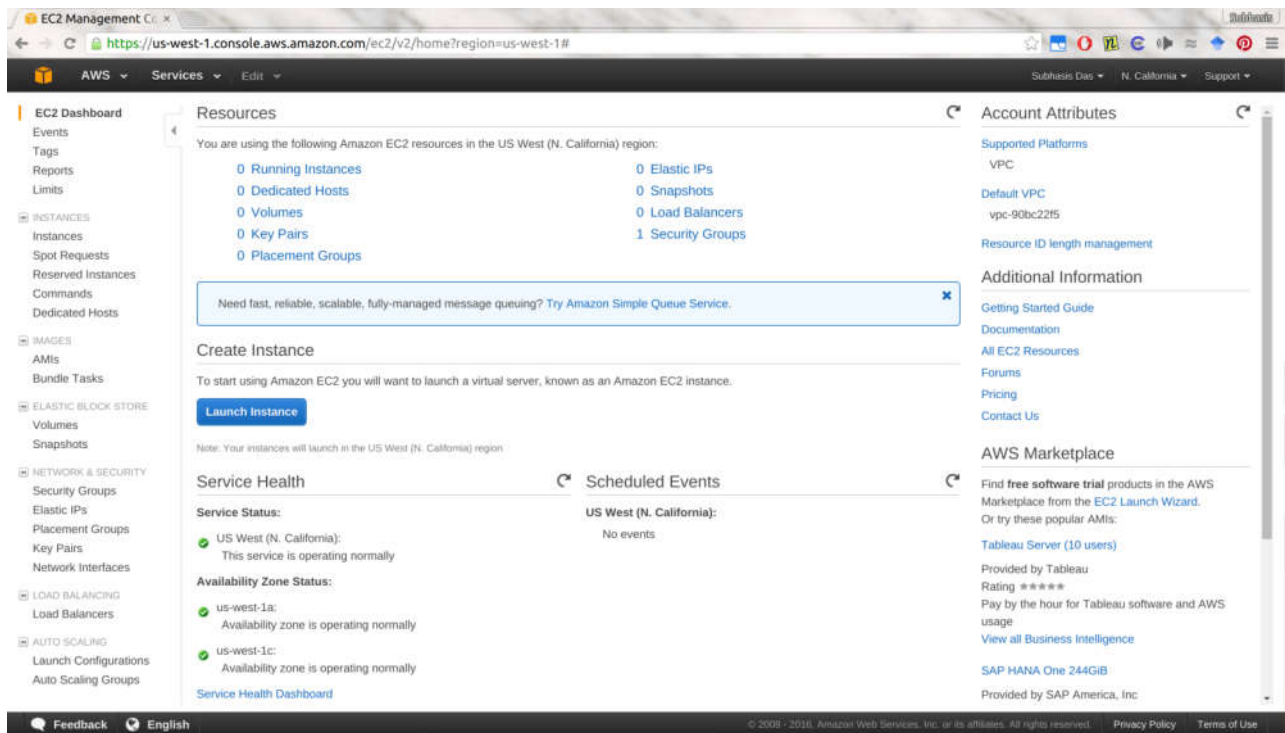 EC2 Management Co
Subhasis
https://us-west-1.console.aws.amazon.com/ec2/v2/home?region=us-west-1#
AWS
Services
Edit
Subhasis Das
N. California
Support
EC2 Dashboard
Events
Tags
Reports
Limits
INSTANCES
Instances
Spot Requests
Reserved Instances
Commands
Dedicated Hosts
IMAGES
AMIs
Bundle Tasks
ELASTIC BLOCK STORE
Volumes
Snapshots
NETWORK & SECURITY
Security Groups
Elastic IPs
Placement Groups
Key Pairs
Network Interfaces
LOAD BALANCING
Load Balancers
AUTO SCALING
Launch Configurations
Auto Scaling Groups
Resources
You are using the following Amazon EC2 resources in the US West (N. California) region:
0 Running Instances
0 Dedicated Hosts
0 Volumes
0 Key Pairs
0 Placement Groups
0 Elastic IPs
0 Snapshots
0 Load Balancers
1 Security Groups
Need fast, reliable, scalable, fully-managed message queuing? Try Amazon Simple Queue Service.
Create Instance
To start using Amazon EC2 you will want to launch a virtual server, known as an Amazon EC2 instance.
Launch Instance
Note: Your instances will launch in the US West (N. California) region
Service Health
Service Status:
US West (N. California):
This service is operating normally
Availability Zone Status:
us-west-1a:
Availability zone is operating normally
us-west-1c:
Availability zone is operating normally
Service Health Dashboard
Scheduled Events
US West (N. California):
No events
Account Attributes
Supported Platforms
VPC
Default VPC
vpc-90bc22f5
Resource ID length management
Additional Information
Getting Started Guide
Documentation
All EC2 Resources
Forums
Pricing
Contact Us
AWS Marketplace
Find free software trial products in the AWS
Marketplace from the EC2 Launch Wizard.
Or try these popular AMIs:
Tableau Server (10 users)
Provided by Tableau
Rating
Pay by the hour for Tableau software and AWS
usage
View all Business Intelligence
SAP HANA One 244GiB
Provided by SAP America, Inc
Feedback
English
© 2008 - 2016, Amazon Web Services, Inc. or its affiliates. All rights reserved.
Privacy Policy
Terms of Use